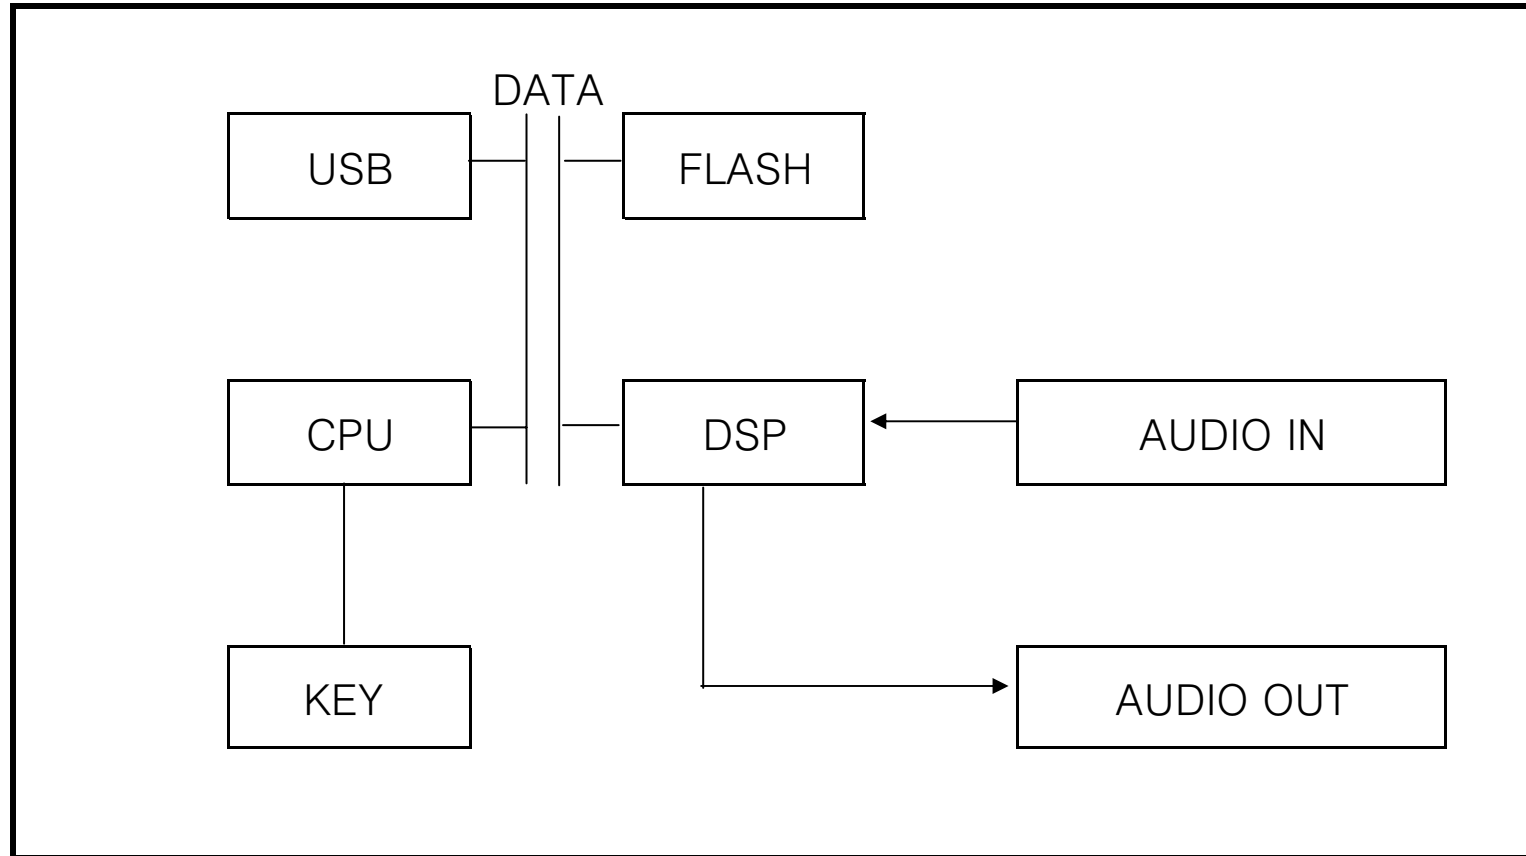 DATA
USB
FLASH
CPU
DSP
AUDIO IN
KEY
AUDIO OUT